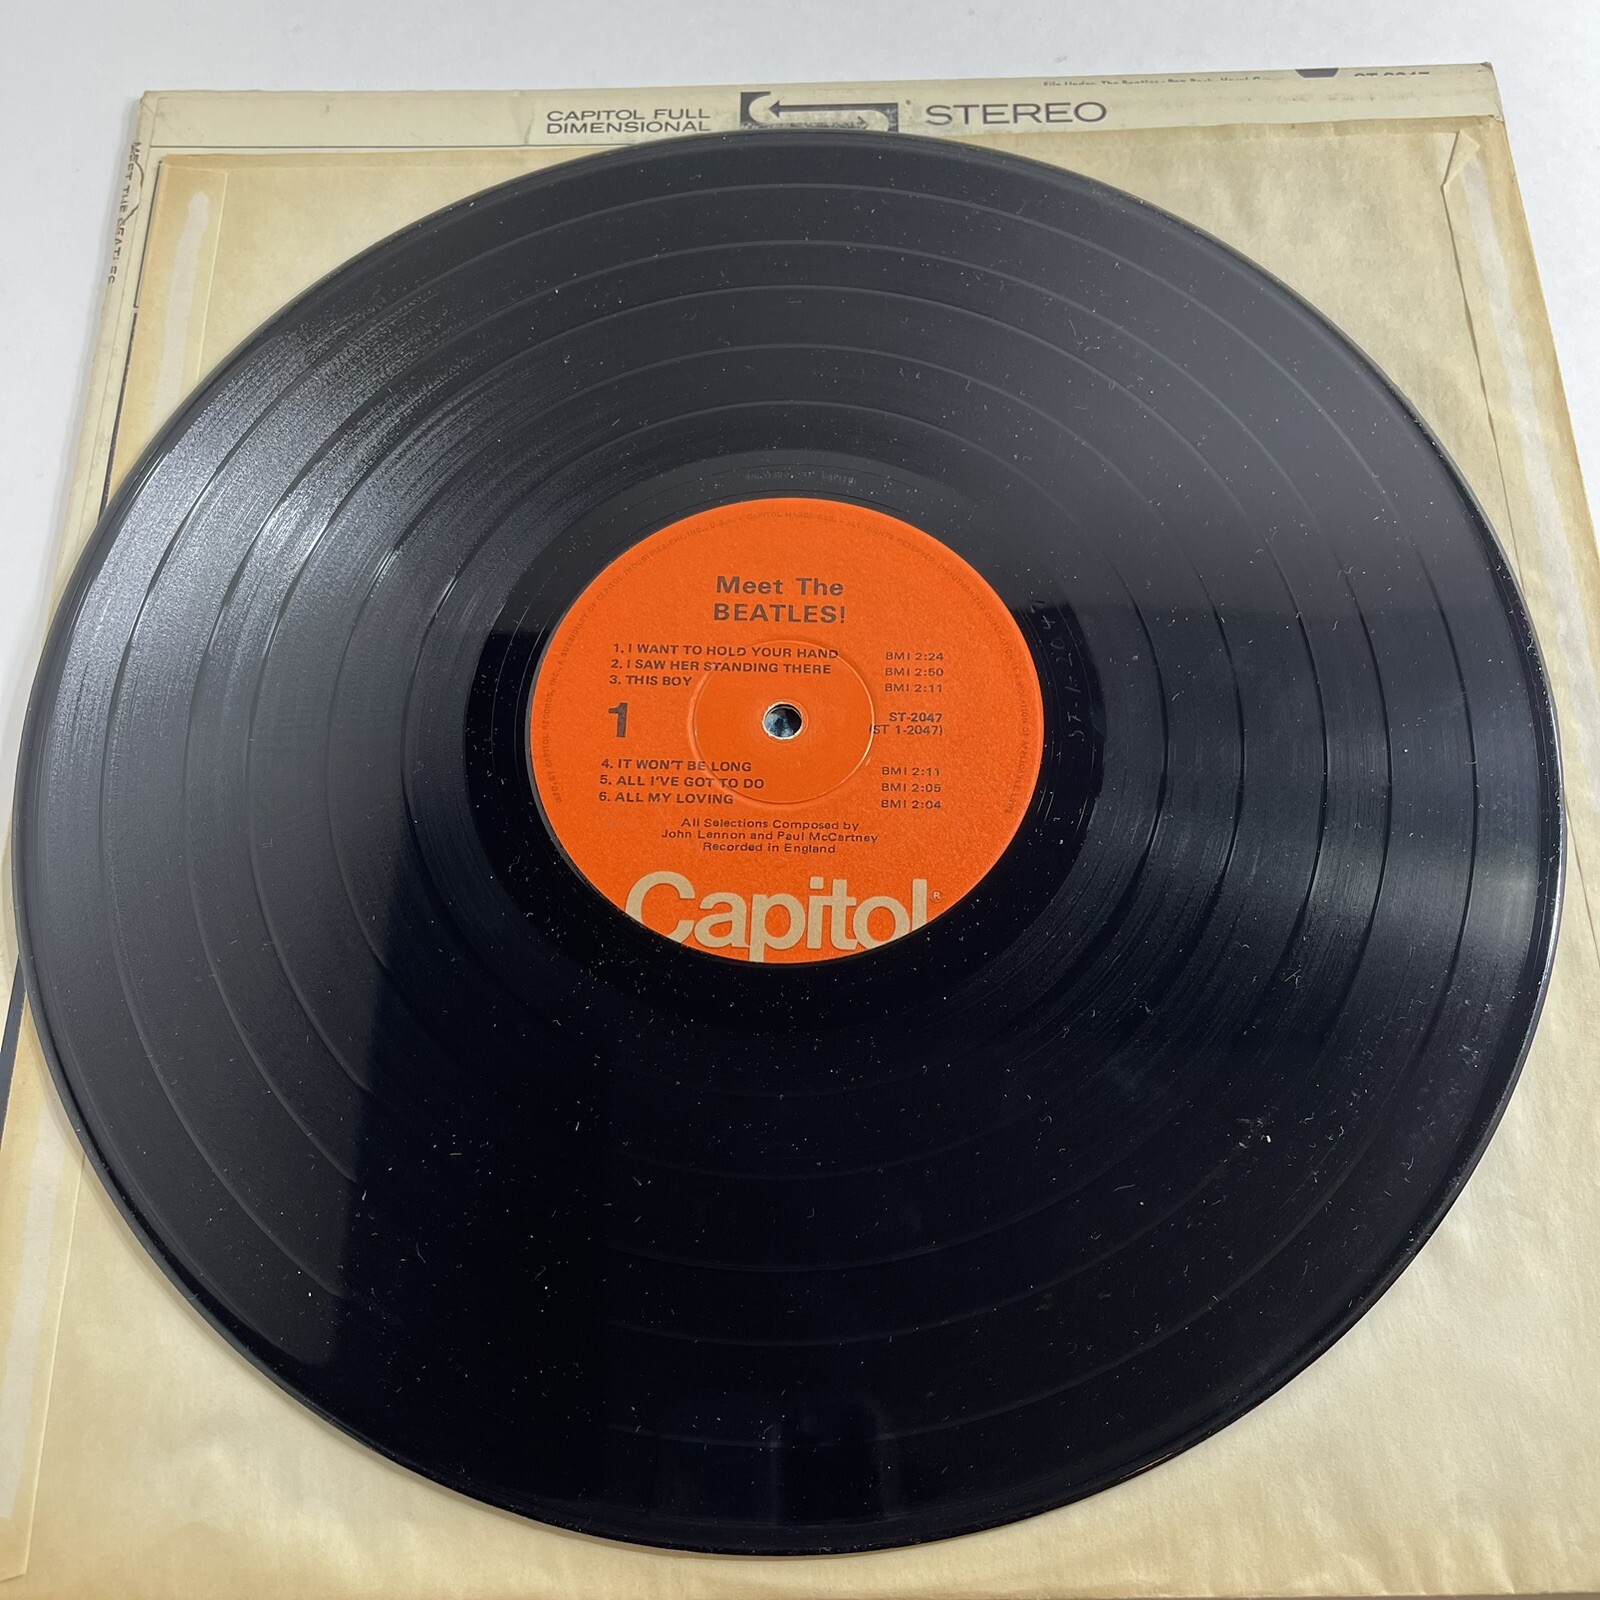 CAPITOL FULL
DIMENSIONAL
STEREO
MEET THE BEATLES
Meet The
BEATLES!
1. I WANT TO HOLD YOUR HAND BMI 2:24
2. I SAW HER STANDING THERE BMI 2:50
3. THIS BOY BMI 2:11
1
ST-2047
(ST 1-2047)
4. IT WON'T BE LONG BMI 2:11
5. ALL I'VE GOT TO DO BMI 2:05
6. ALL MY LOVING BMI 2:04
All Selections Composed by
John Lennon and Paul McCartney
Recorded in England
Capitol®